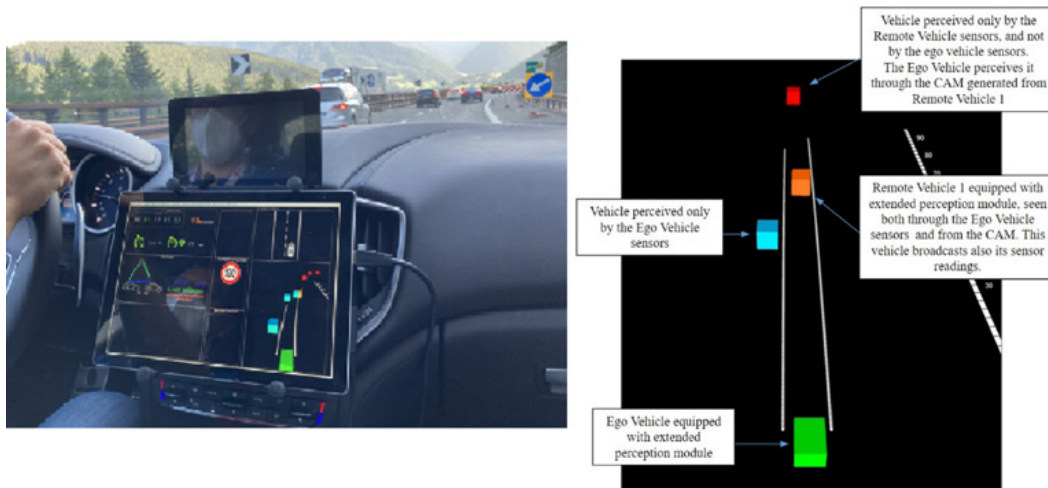 Vehicle perceived only by the
Remote Vehicle sensors, and not
by the ego vehicle sensors.
The Ego Vehicle perceives it
through the CAM generated from
Remote Vehicle 1
90
80
Remote Vehicle 1 equipped with
extended perception module, seen
both through the Ego Vehicle
sensors and from the CAM. This
vehicle broadcasts also its sensor
readings.
30
Vehicle perceived only
by the Ego Vehicle
sensors
Ego Vehicle equipped
with extended
perception module